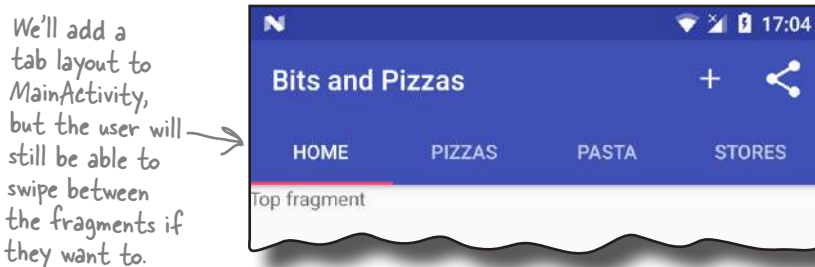 We'll add a
tab layout to
MainActivity,
but the user will
still be able to
swipe between
the fragments if
they want to.
N
17:04
Bits and Pizzas
+
HOME PIZZAS PASTA STORES
Top fragment